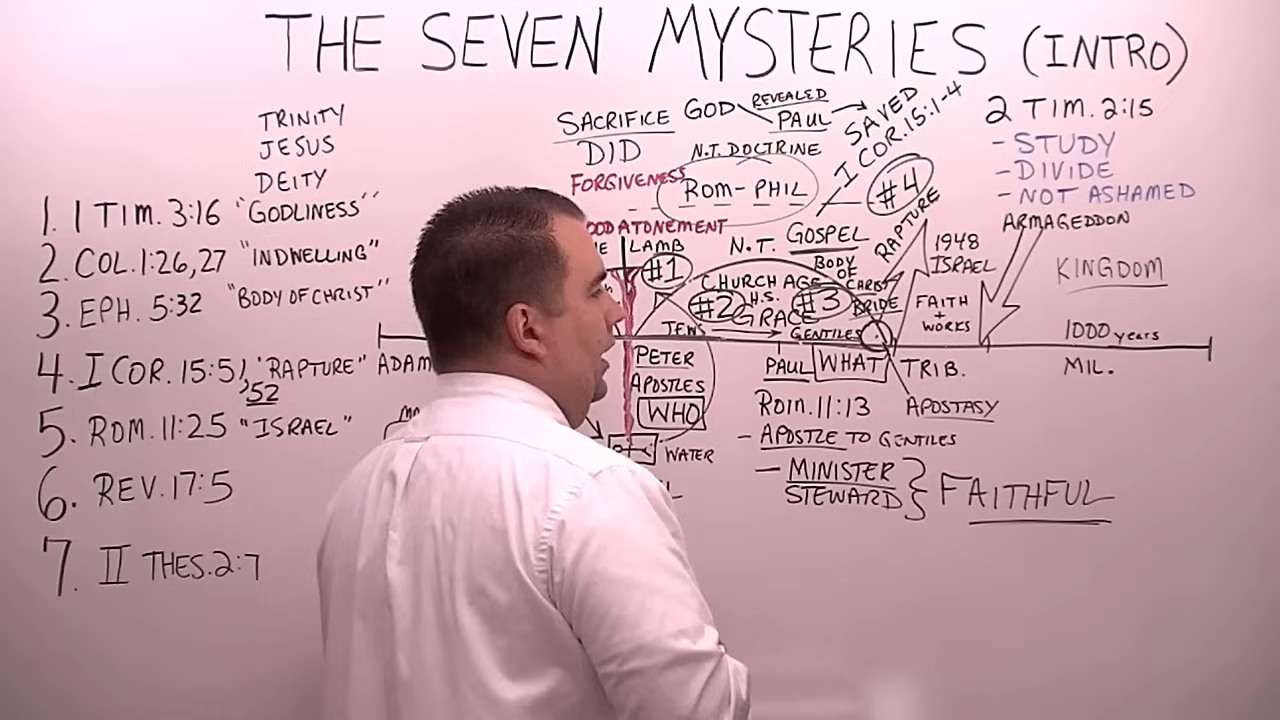 THE SEVEN MYSTERIES (INTRO)
TRINITY
JESUS
DEITY
1. 1 TIM. 3:16 "GODLINESS"
2. COL. 1:26,27 "INDWELLING"
3. EPH. 5:32 "BODY OF CHRIST"
4. I COR. 15:51,52 "RAPTURE"
5. ROM. 11:25 "ISRAEL"
6. REV. 17:5
7. II THES. 2:7
SACRIFICE
DID
FORGIVENESS
ATONEMENT
LAMB
GOD
REVEALED
PAUL
SAVED
I COR. 15:1-4
N.T. DOCTRINE
ROM - PHIL
#4
RAPTURE
N.T. GOSPEL
BODY
OF
CHRIST
BRIDE
#1
CHURCH AGE
#2 H.S. #3
GRACE
JEWS
GENTILES
ADAM
PETER
APOSTLES
WHO
WATER
PAUL WHAT
ROM. 11:13
- APOSTLE TO GENTILES
- MINISTER
STEWARD } FAITHFUL
TRIB.
APOSTASY
1948
ISRAEL
FAITH
+
WORKS
2 TIM. 2:15
- STUDY
- DIVIDE
- NOT ASHAMED
ARMAGEDDON
KINGDOM
1000 years
MIL.